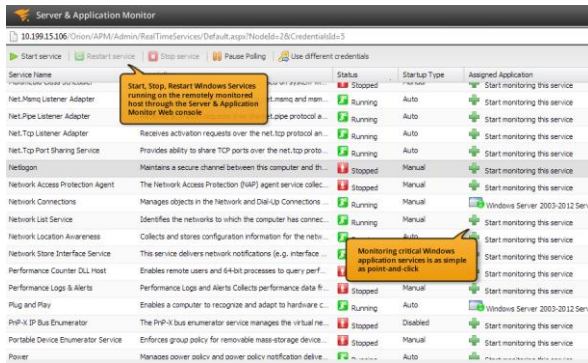 Server & Application Monitor
10.199.15.106/Orion/APM/Admin/RealTimeServices/Default.aspx?NodeId=2&CredentialId=5
Start service Restart service Stop service Pause Polling Use different credentials
Service Name Status Startup Type Assigned Application
Start, Stop, Restart Windows Services
running on the remotely monitored
host through the Server & Application
Monitor Web console
Stopped Manual Start monitoring this service
Net.Msmq Listener Adapter Running Auto Start monitoring this service
Net.Pipe Listener Adapter Running Auto Start monitoring this service
Net.Tcp Listener Adapter Receives activation requests over the net.tcp protocol an... Running Auto Start monitoring this service
Net.Tcp Port Sharing Service Provides ability to share TCP ports over the net.tcp proto... Running Auto Start monitoring this service
Netlogon Maintains a secure channel between this computer and th... Stopped Manual Start monitoring this service
Network Access Protection Agent The Network Access Protection (NAP) agent service collec... Stopped Manual Start monitoring this service
Network Connections Manages objects in the Network and Dial-Up Connections ... Running Manual Windows Server 2003-2012 Serv
Network List Service Identifies the networks to which the computer has connec... Running Manual Start monitoring this service
Network Location Awareness Collects and stores configuration information for the netw... Start monitoring this service
Network Store Interface Service This service delivers network notifications (e.g. interface ... Start monitoring this service
Monitoring critical Windows
application services is as simple
as point-and-click
Performance Counter DLL Host Enables remote users and 64-bit processes to query perf... Start monitoring this service
Performance Logs & Alerts Performance Logs and Alerts Collects performance data fr... Stopped Manual Start monitoring this service
Plug and Play Enables a computer to recognize and adapt to hardware c... Running Auto Windows Server 2003-2012 Serv
PnP-X IP Bus Enumerator The PnP-X bus enumerator service manages the virtual ne... Stopped Disabled Start monitoring this service
Portable Device Enumerator Service Enforces group policy for removable mass-storage device... Stopped Manual Start monitoring this service
Power Manages power policy and power policy notification delive... Auto